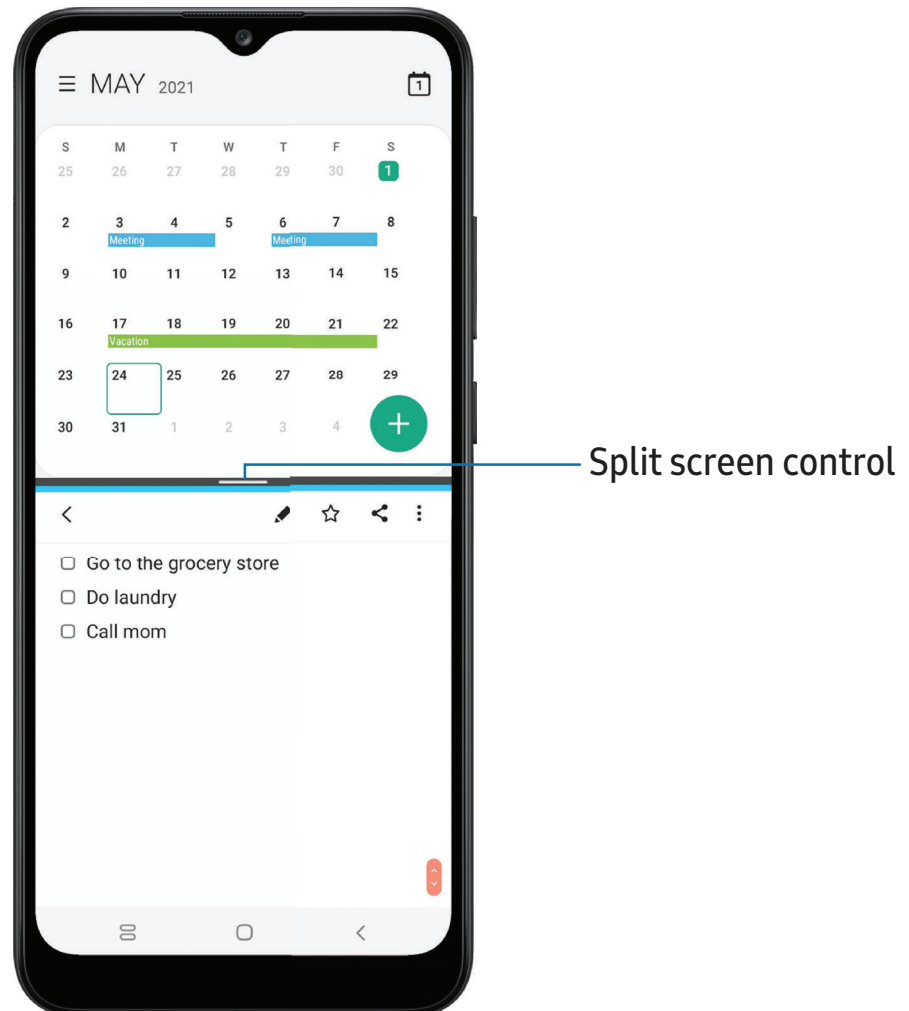 MAY 2021
1
S M T W T F S
25 26 27 28 29 30 1
2 3 4 5 6 7 8
Meeting Meeting
9 10 11 12 13 14 15
16 17 18 19 20 21 22
Vacation
23 24 25 26 27 28 29
30 31 1 2 3 4
Split screen control
Go to the grocery store
Do laundry
Call mom